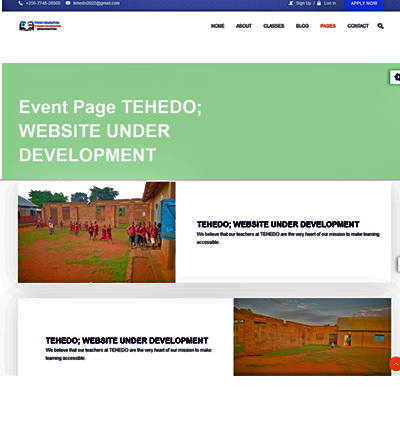 +256-7748-28560 tehedo2022@gmail.com Sign Up / Log in APPLY NOW
HOME ABOUT CLASSES BLOG PAGES CONTACT
Event Page TEHEDO;
WEBSITE UNDER
DEVELOPMENT
TEHEDO; WEBSITE UNDER DEVELOPMENT
We believe that our teachers at TEHEDO are the very heart of our mission to make learning
accessible.
TEHEDO; WEBSITE UNDER DEVELOPMENT
We believe that our teachers at TEHEDO are the very heart of our mission to make
learning accessible.